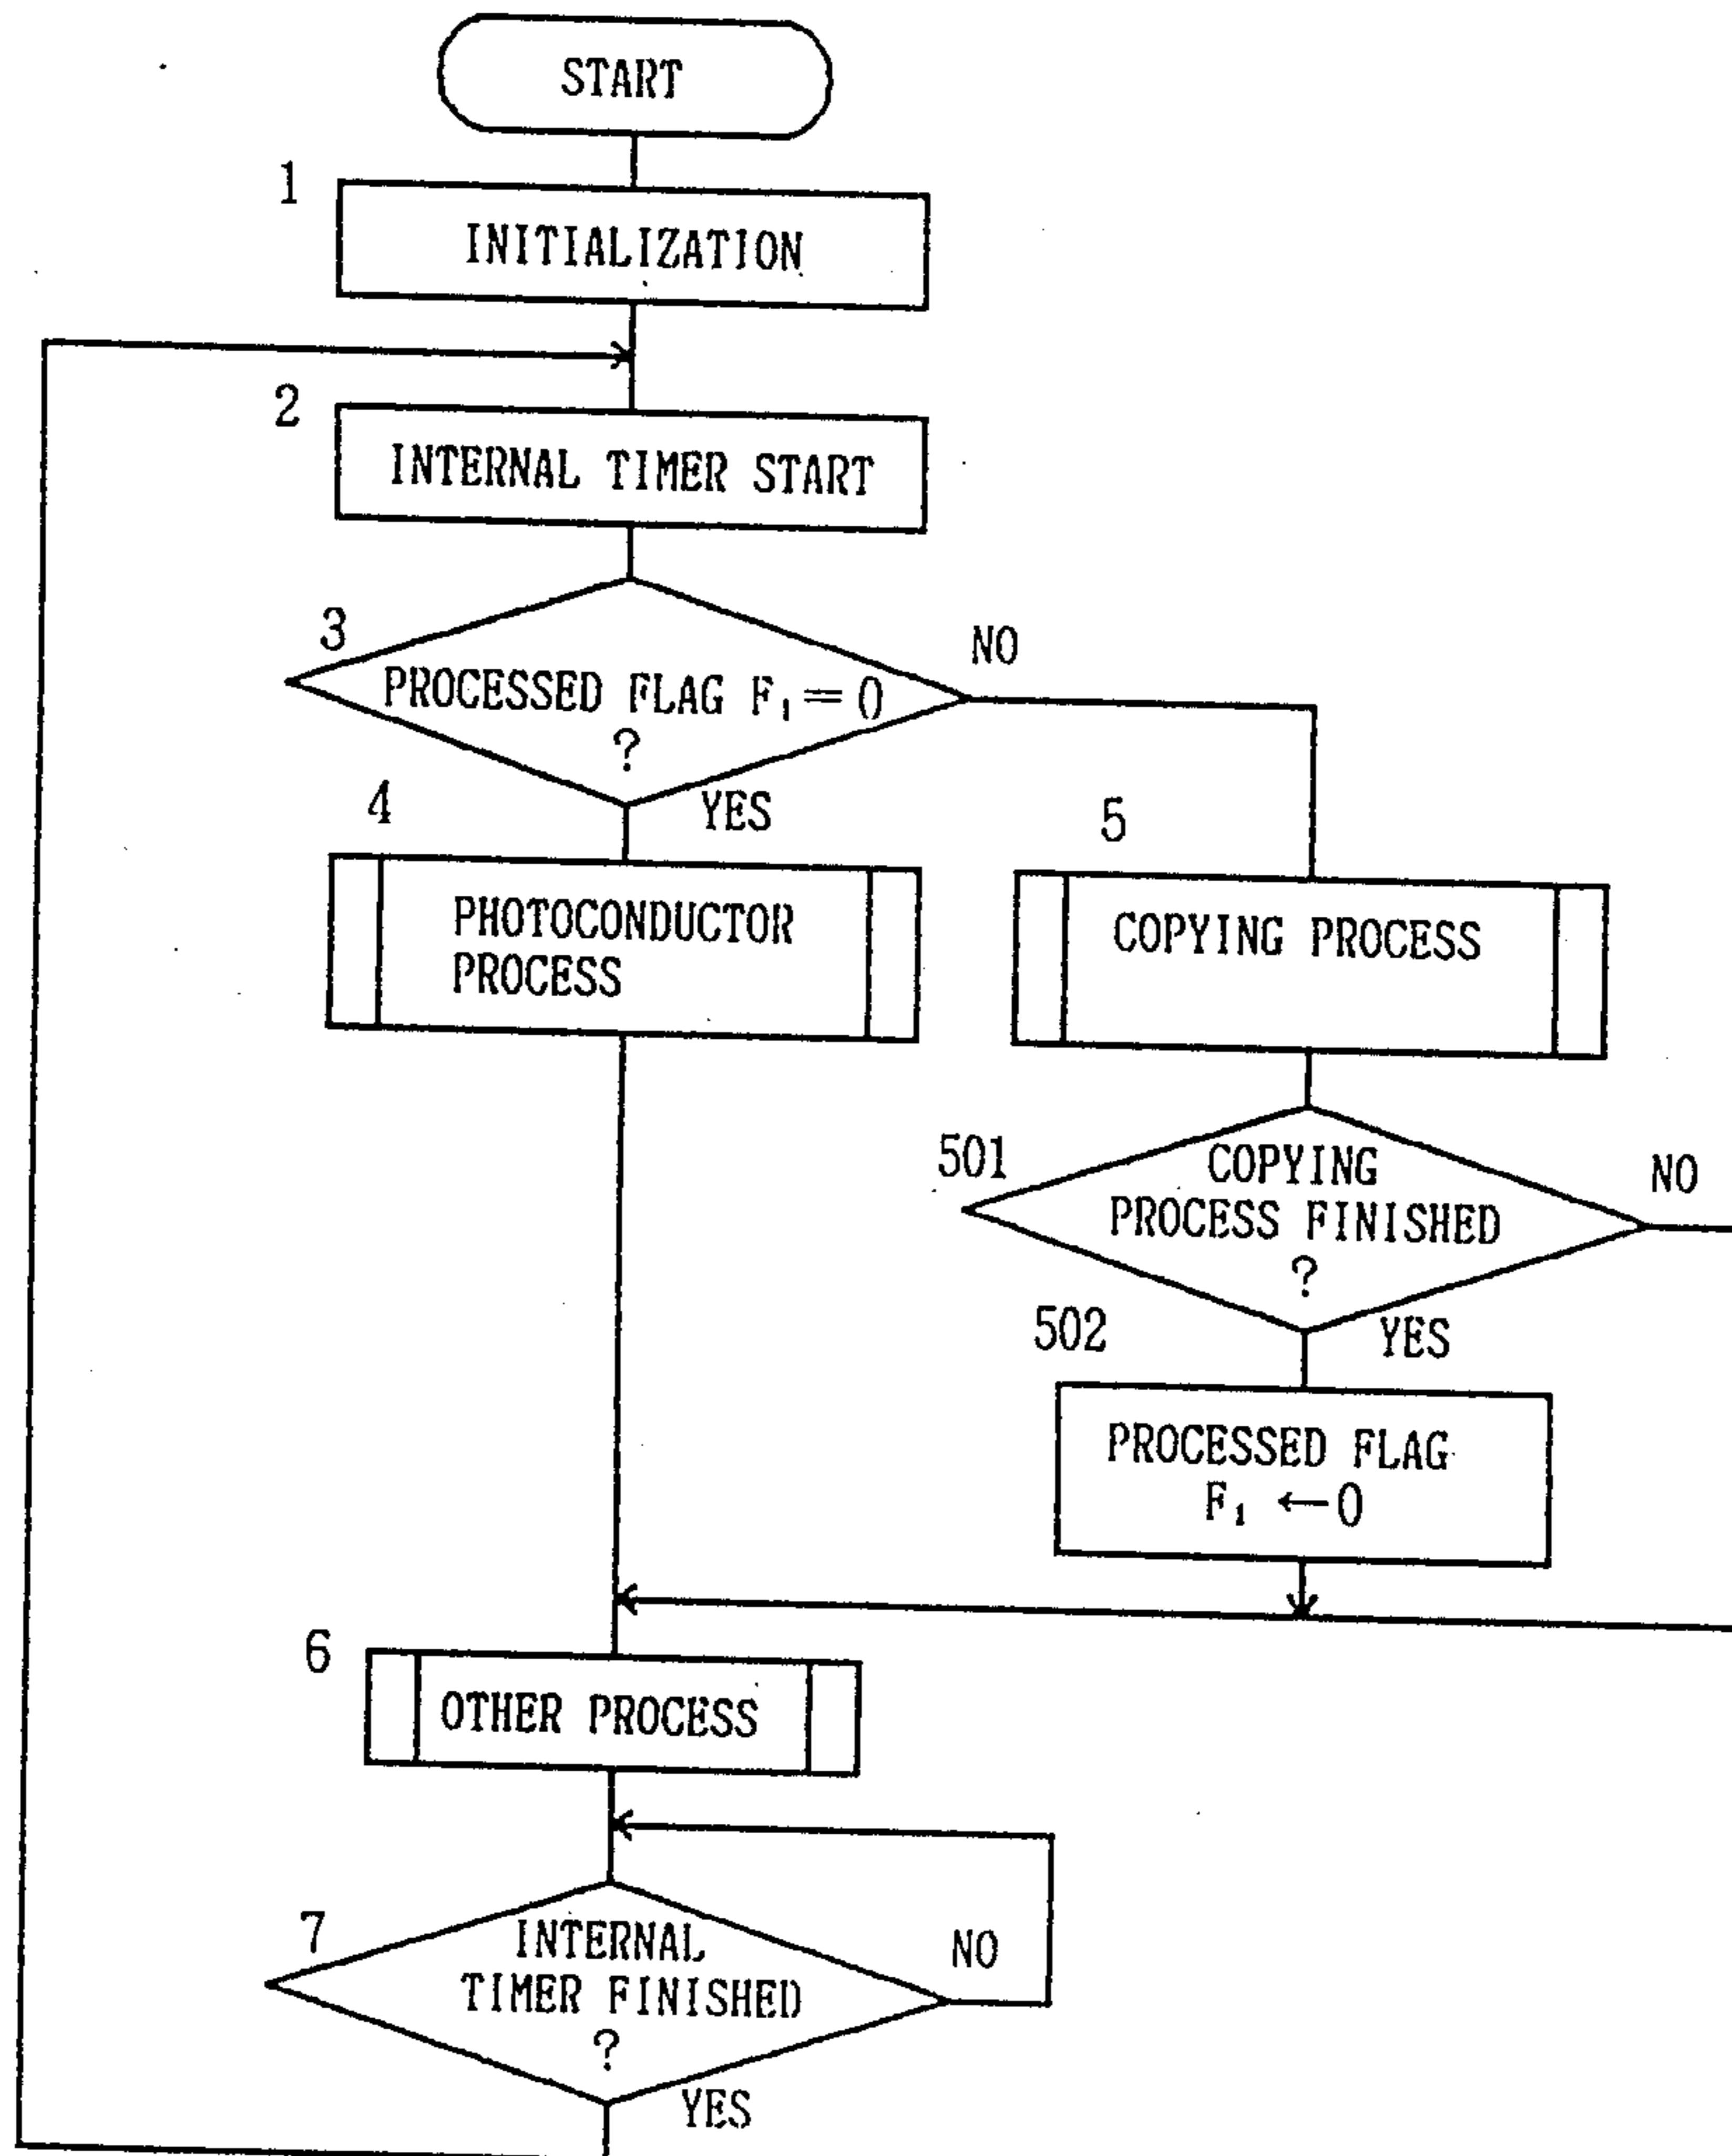 START
1
INITIALIZATION
2
INTERNAL TIMER START
3
NO
PROCESSED FLAG F₁=0
?
YES
4
PHOTOCONDUCTOR
PROCESS
5
COPYING PROCESS
501
COPYING
PROCESS FINISHED
?
NO
YES
502
PROCESSED FLAG
F₁ ←0
6
OTHER PROCESS
7
INTERNAL
TIMER FINISHED
?
NO
YES